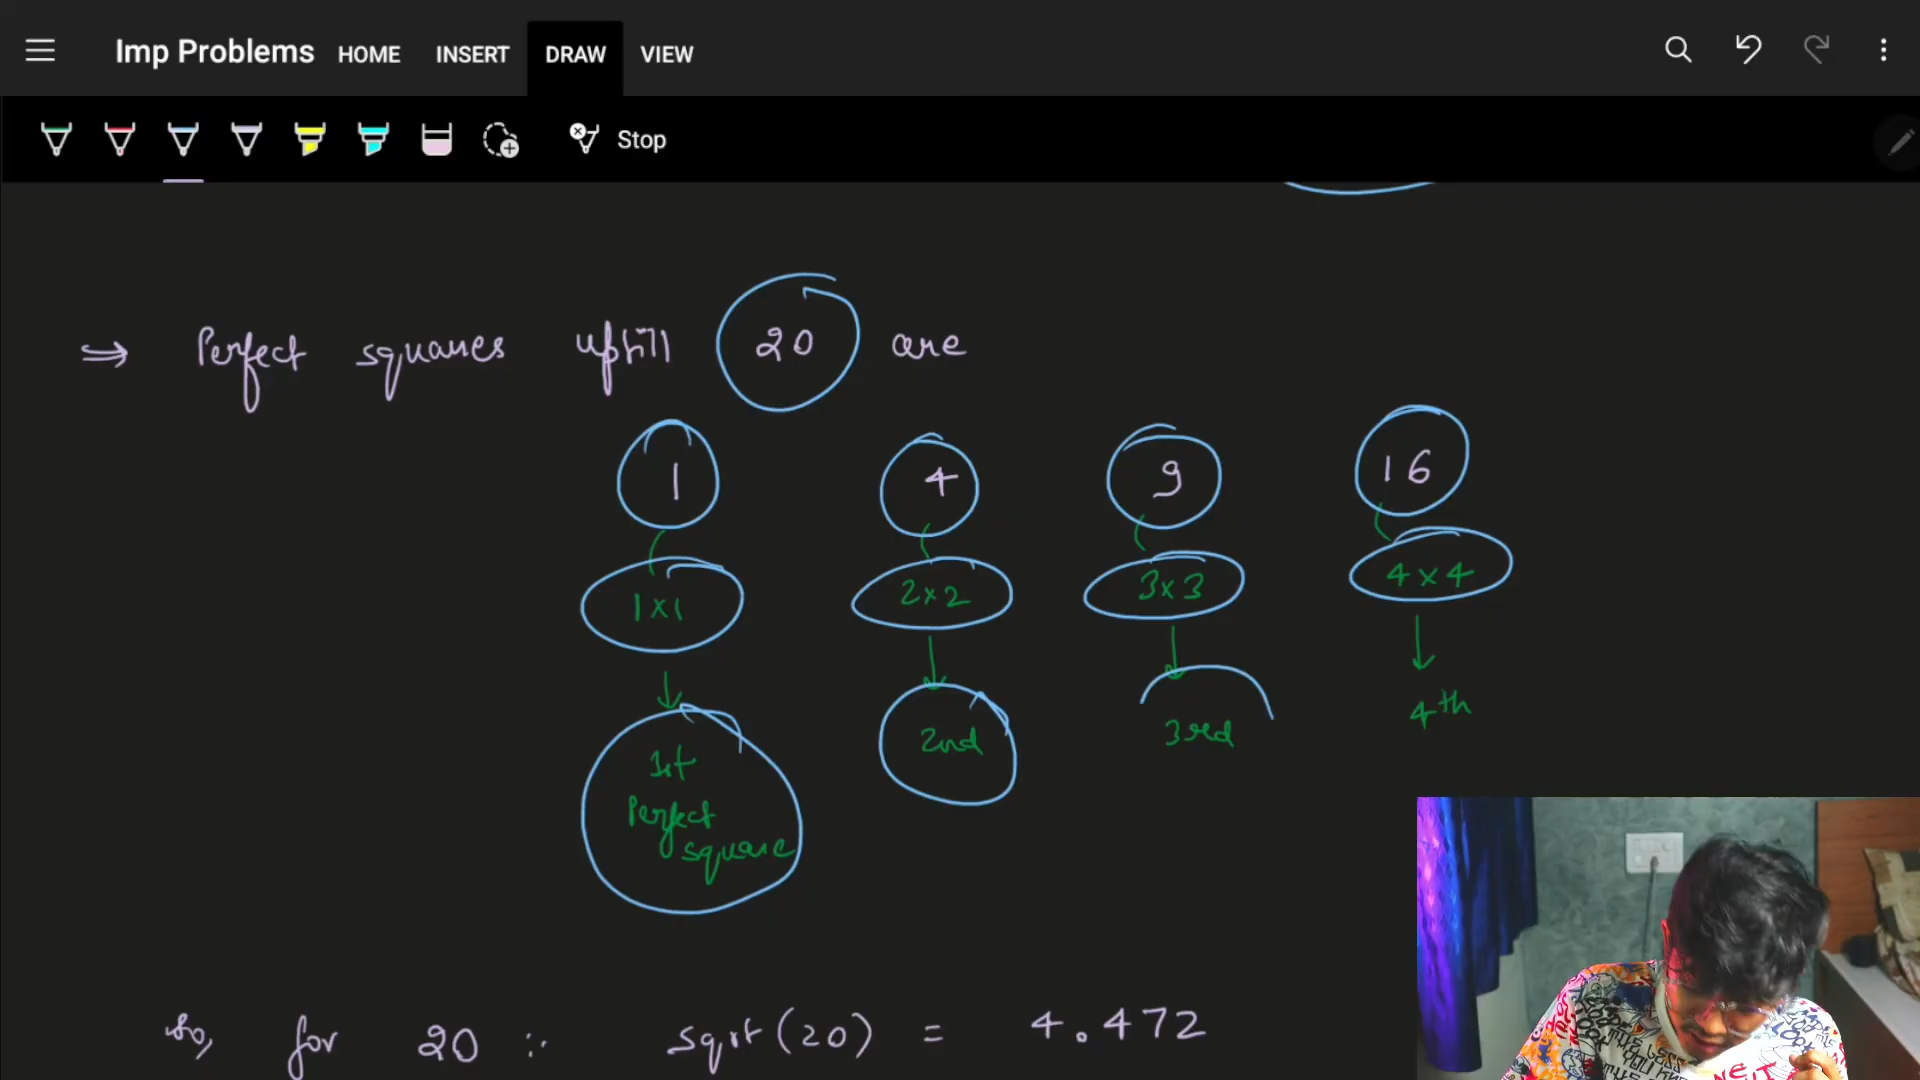 Imp Problems HOME INSERT DRAW VIEW
Stop
⇒ Perfect squares uptill 20 are
1 4 9 16
1x1 2x2 3x3 4x4
1st Perfect square 2nd 3rd 4th
so, for 20 :- sqrt(20) = 4.472